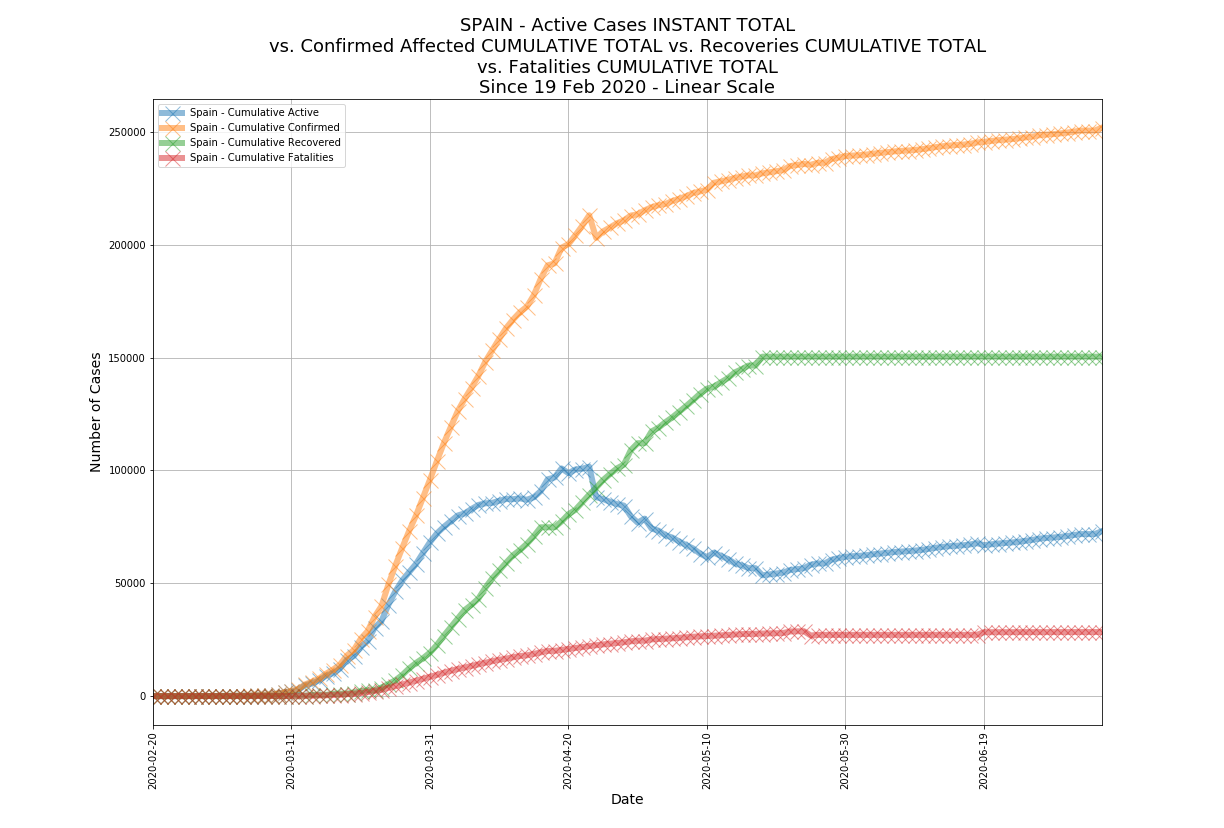 SPAIN - Active Cases INSTANT TOTAL
vs. Confirmed Affected CUMULATIVE TOTAL vs. Recoveries CUMULATIVE TOTAL
vs. Fatalities CUMULATIVE TOTAL
Since 19 Feb 2020 - Linear Scale
Spain - Cumulative Active
Spain - Cumulative Confirmed
Spain - Cumulative Recovered
Spain - Cumulative Fatalities
250000
200000
150000
100000
50000
0
Number of Cases
2020-02-20
2020-03-11
2020-03-31
2020-04-20
2020-05-10
2020-05-30
2020-06-19
Date